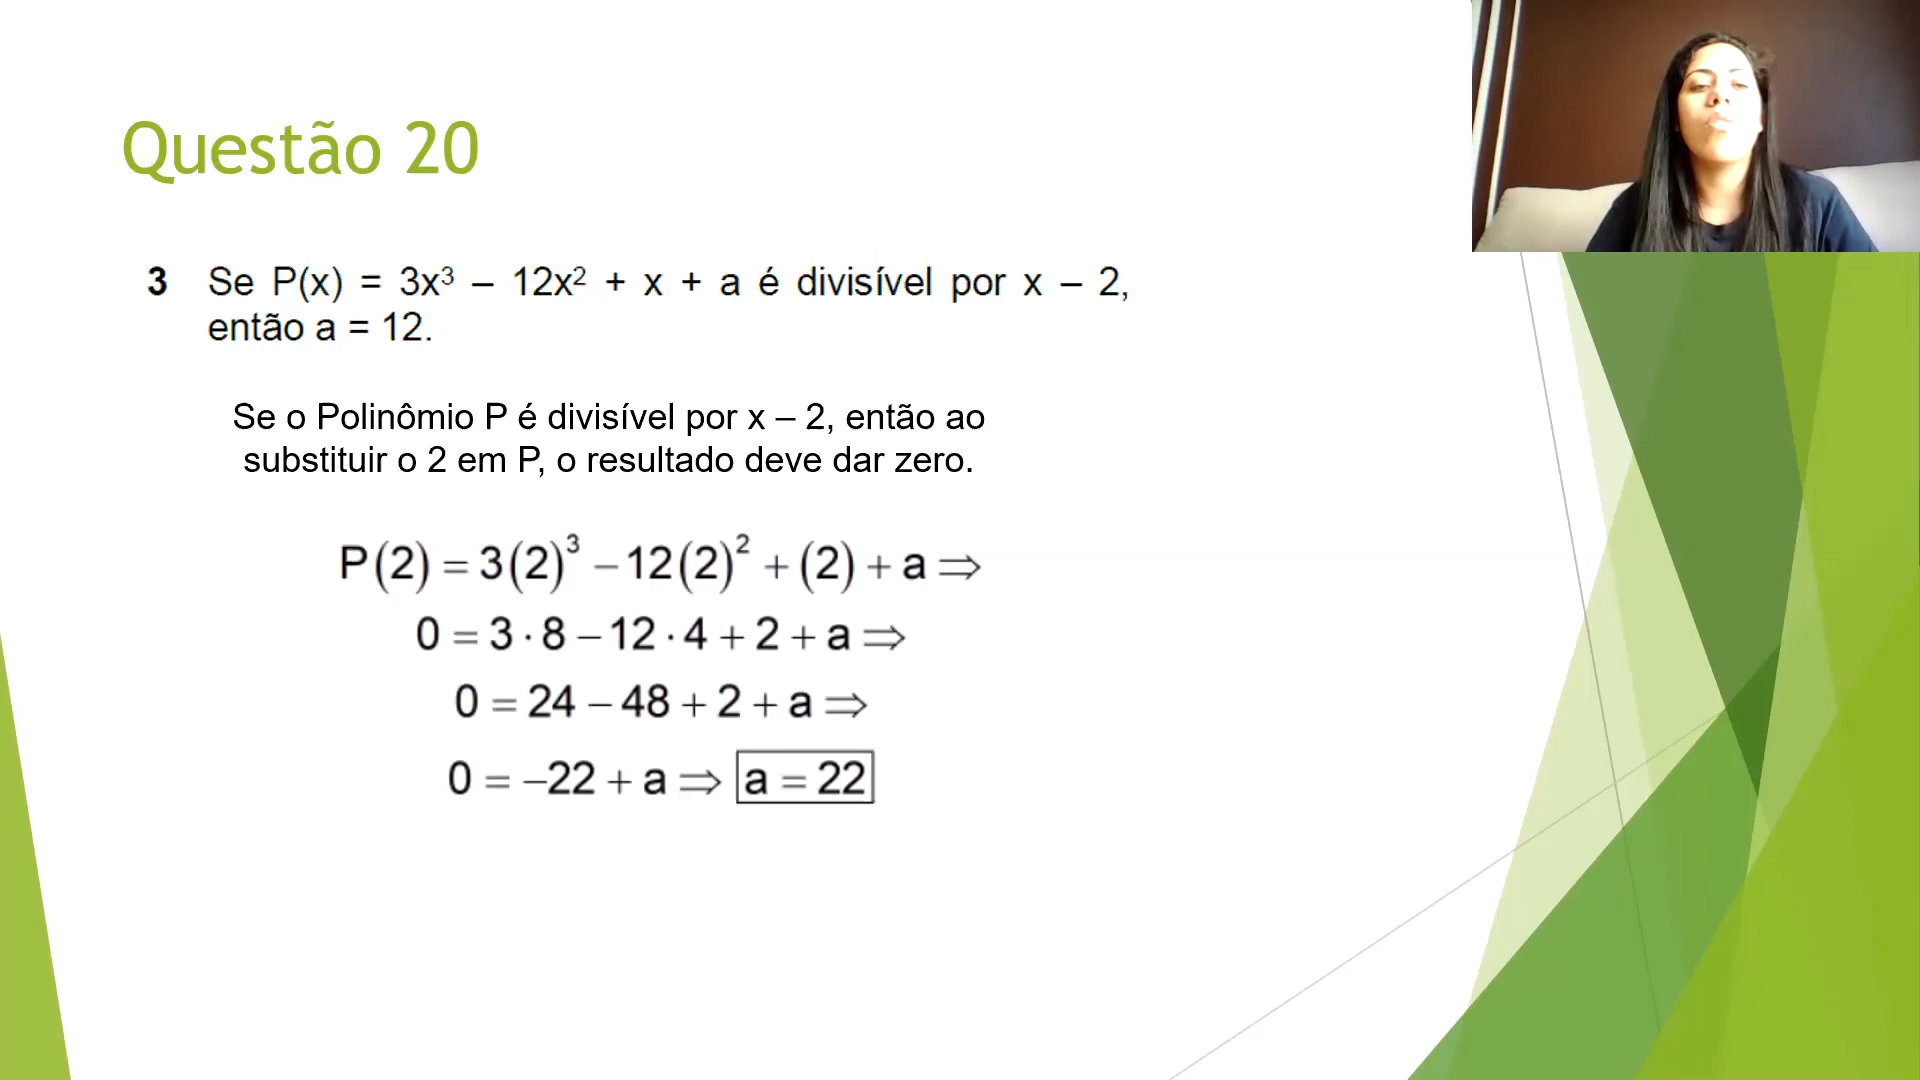 Questão 20
3 Se P(x) = 3x³ – 12x² + x + a é divisível por x – 2,
então a = 12.
Se o Polinômio P é divisível por x – 2, então ao
substituir o 2 em P, o resultado deve dar zero.
P(2) = 3(2)³ – 12(2)² + (2) + a ⇒
0 = 3 · 8 – 12 · 4 + 2 + a ⇒
0 = 24 – 48 + 2 + a ⇒
0 = –22 + a ⇒ a = 22